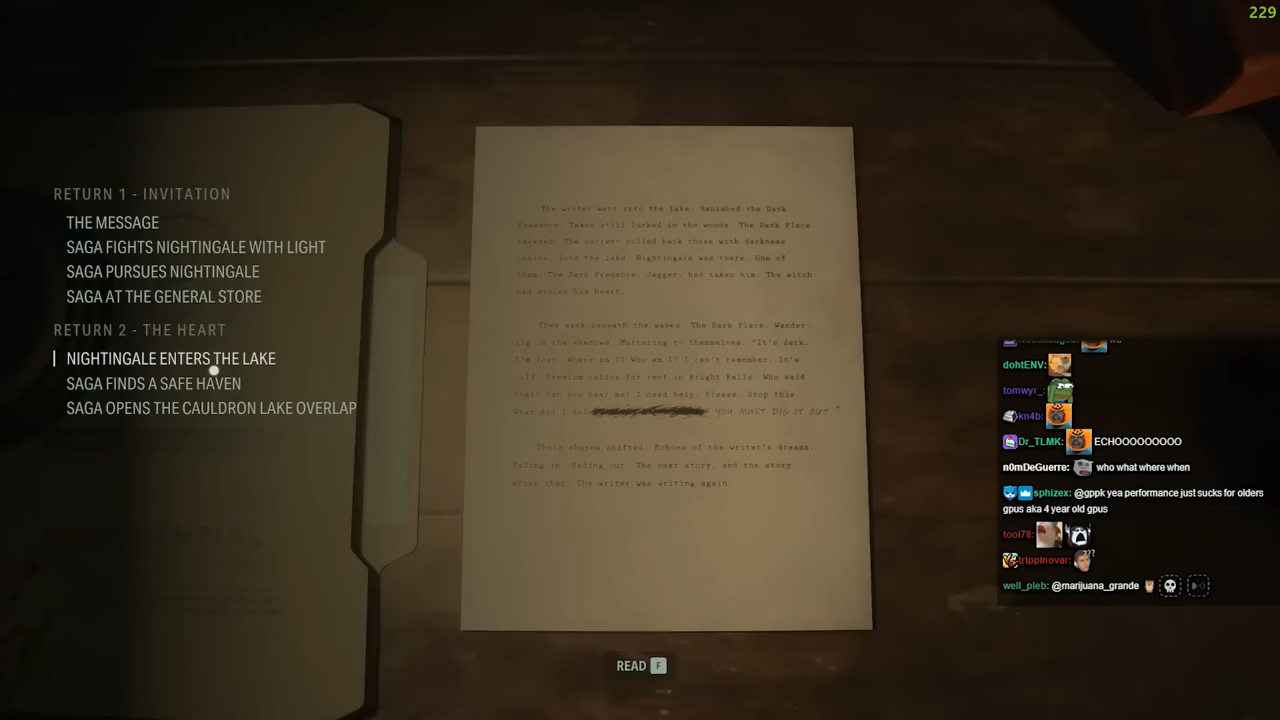 229
RETURN 1 - INVITATION
THE MESSAGE
SAGA FIGHTS NIGHTINGALE WITH LIGHT
SAGA PURSUES NIGHTINGALE
SAGA AT THE GENERAL STORE
RETURN 2 - THE HEART
NIGHTINGALE ENTERS THE LAKE
SAGA FINDS A SAFE HAVEN
SAGA OPENS THE CAULDRON LAKE OVERLAP
The writer went into the lake. Banished the Dark
Presence. Taken still lurked in the woods. The Dark Place
receded. The current pulled back those with darkness
inside. Into the lake. Nightingale was there. One of
them. The Dark Presence, Jagger, had taken him. The witch
had stolen his heart.
They sank beneath the waves. The Dark Place. Wander-
ing in the shadows. Muttering to themselves. "It's dark.
I'm lost. Where am I? Who am I? I can't remember. It's
cold. Premium cabins for rent in Bright Falls. Who said
that? Can you hear me? I need help. Please. Stop this.
What did I do? YOU MUST DIG IT OUT."
Their shapes shifted. Echoes of the writer's dreams.
Fading in. Fading out. The next story, and the story
after that. The writer was writing again.
READ F
dohtENV:
tomwyr_:
kn4b:
Dr_TLMK: ECHOOOOOOOOO
n0mDeGuerre: who what where when
sphizex: @gppk yea performance just sucks for olders
gpus aka 4 year old gpus
tool78:
trippinovar: ???
well_pleb: @marijuana_grande